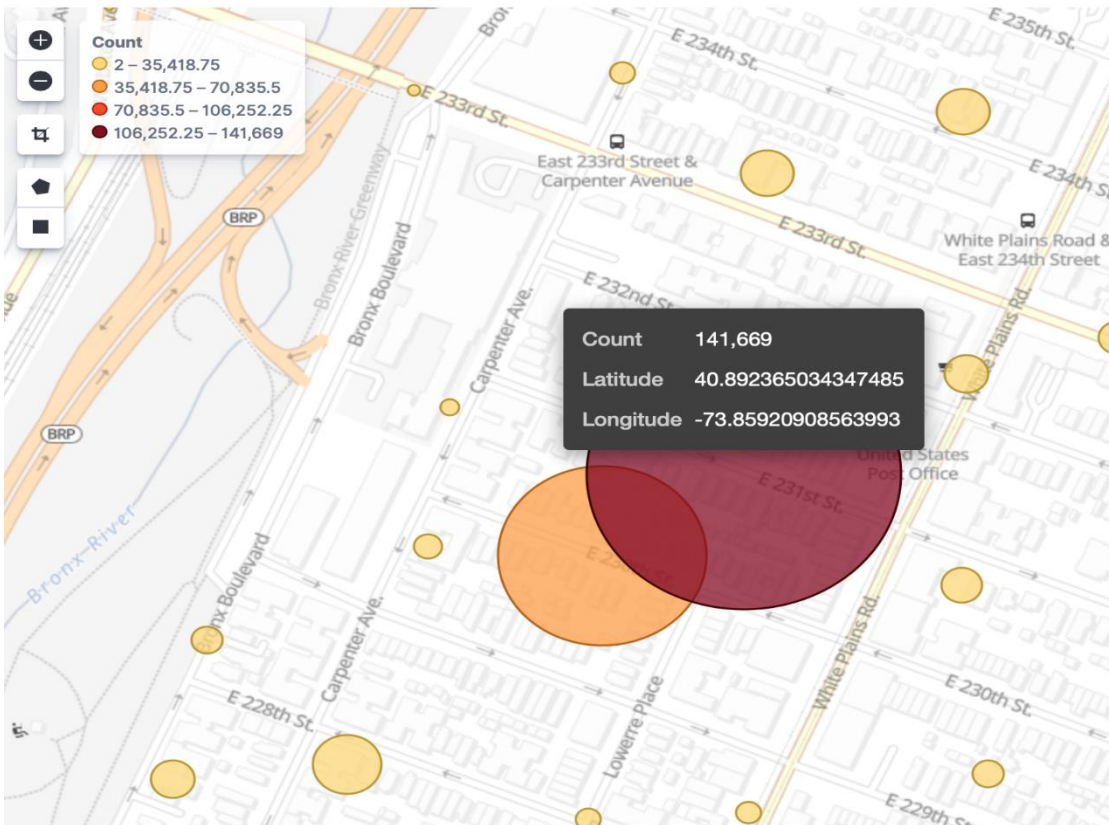 Count
2 – 35,418.75
35,418.75 – 70,835.5
70,835.5 – 106,252.25
106,252.25 – 141,669
E 235th St.
E 234th St.
E 233rd St.
East 233rd Street &
Carpenter Avenue
E 234th St.
BRP
Bronx River Greenway
Bronx Boulevard
E 233rd St.
White Plains Road &
East 234th Street
E 232nd St.
Carpenter Ave.
White Plains Rd.
Count 141,669
Latitude 40.892365034347485
Longitude -73.85920908563993
BRP
United States
Post Office
E 231st St.
Bronx River
Bronx Boulevard
Carpenter Ave.
White Plains Rd.
E 228th St.
Lowerre Place
E 230th St.
E 229th St.